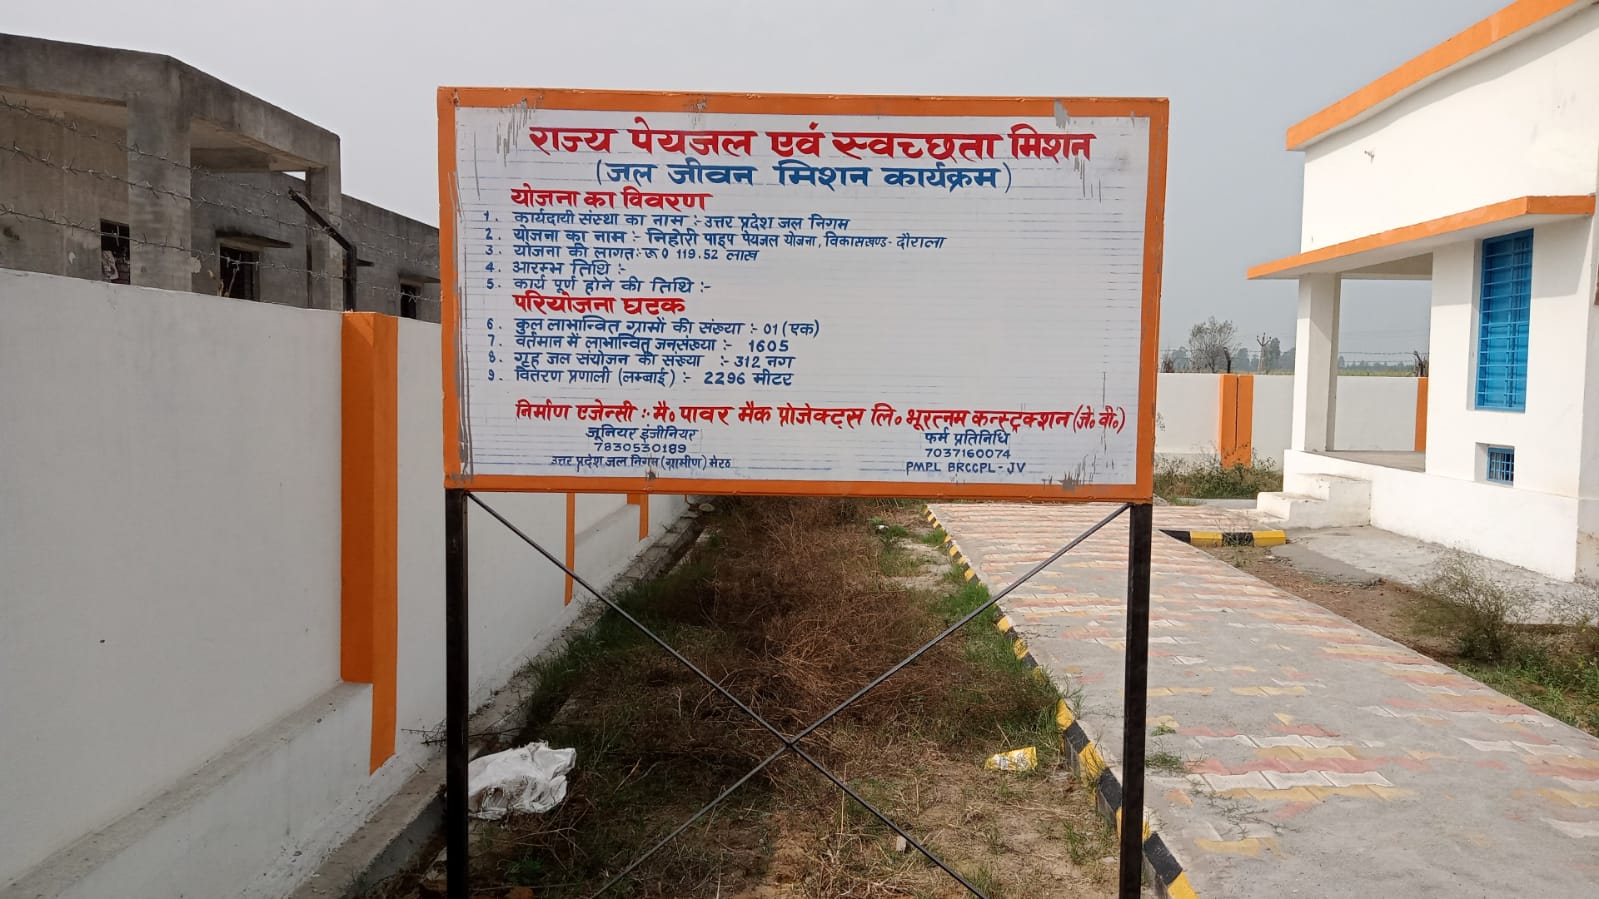 राज्य पेयजल एवं स्वच्छता मिशन
(जल जीवन मिशन कार्यक्रम)
योजना का विवरण
1. कार्यदायी संस्था का नाम :- उत्तर प्रदेश जल निगम
2. योजना का नाम :- निहोरी पाइप पेयजल योजना, विकासखण्ड - दौराला
3. योजना की लागत :- रू0 119.52 लाख
4. आरम्भ तिथि :-
5. कार्य पूर्ण होने की तिथि :-
परियोजना घटक
6. कुल लाभान्वित ग्रामों की संख्या :- 01 (एक)
7. वर्तमान में लाभान्वित जनसंख्या :- 1605
8. गृह जल संयोजन की संख्या :- 312 नग
9. वितरण प्रणाली (लम्बाई) :- 2296 मीटर
निर्माण एजेन्सी :- मै० पावर मैक प्रोजेक्ट्स लि० भूरत्नम कन्स्ट्रक्शन (जे० वी०)
जूनियर इंजीनियर
7830530189
उत्तर प्रदेश जल निगम (ग्रामीण) मेरठ
फर्म प्रतिनिधि
7037160074
PMPL BRCCPL - JV